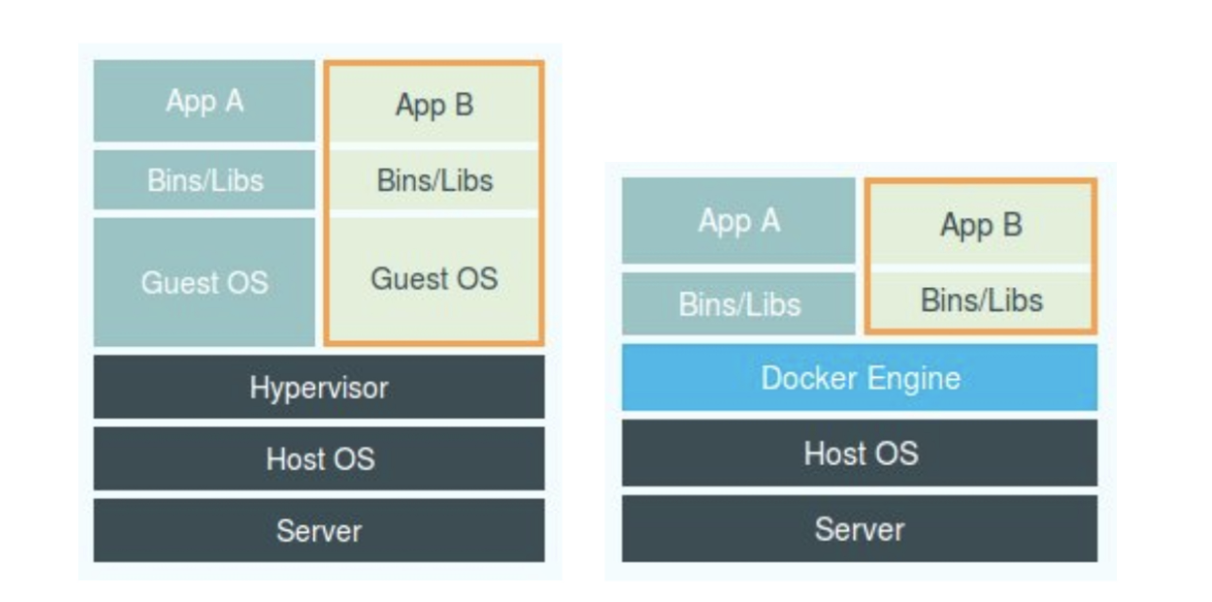 App A
App B
Bins/Libs
Bins/Libs
Guest OS
Guest OS
Hypervisor
Host OS
Server
App A
App B
Bins/Libs
Bins/Libs
Docker Engine
Host OS
Server